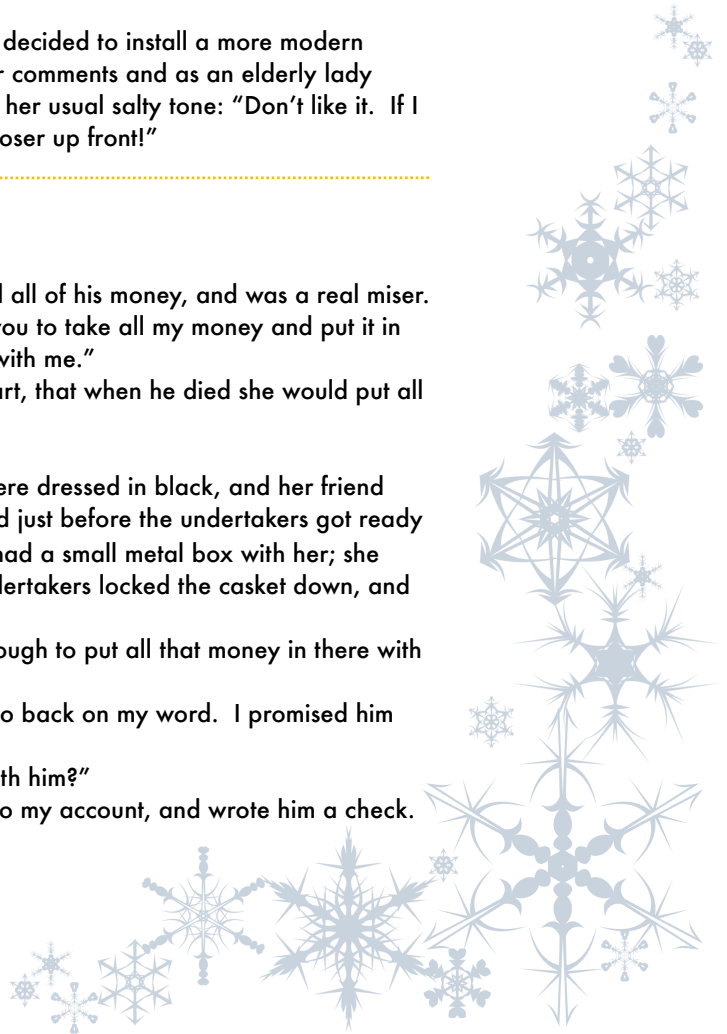 decided to install a more modern
comments and as an elderly lady
her usual salty tone: “Don’t like it.  If I
oser up front!”
all of his money, and was a real miser.
you to take all my money and put it in
with me.”
art, that when he died she would put all
ere dressed in black, and her friend
d just before the undertakers got ready
had a small metal box with her; she
dertakers locked the casket down, and
ough to put all that money in there with
o back on my word.  I promised him
th him?”
o my account, and wrote him a check.